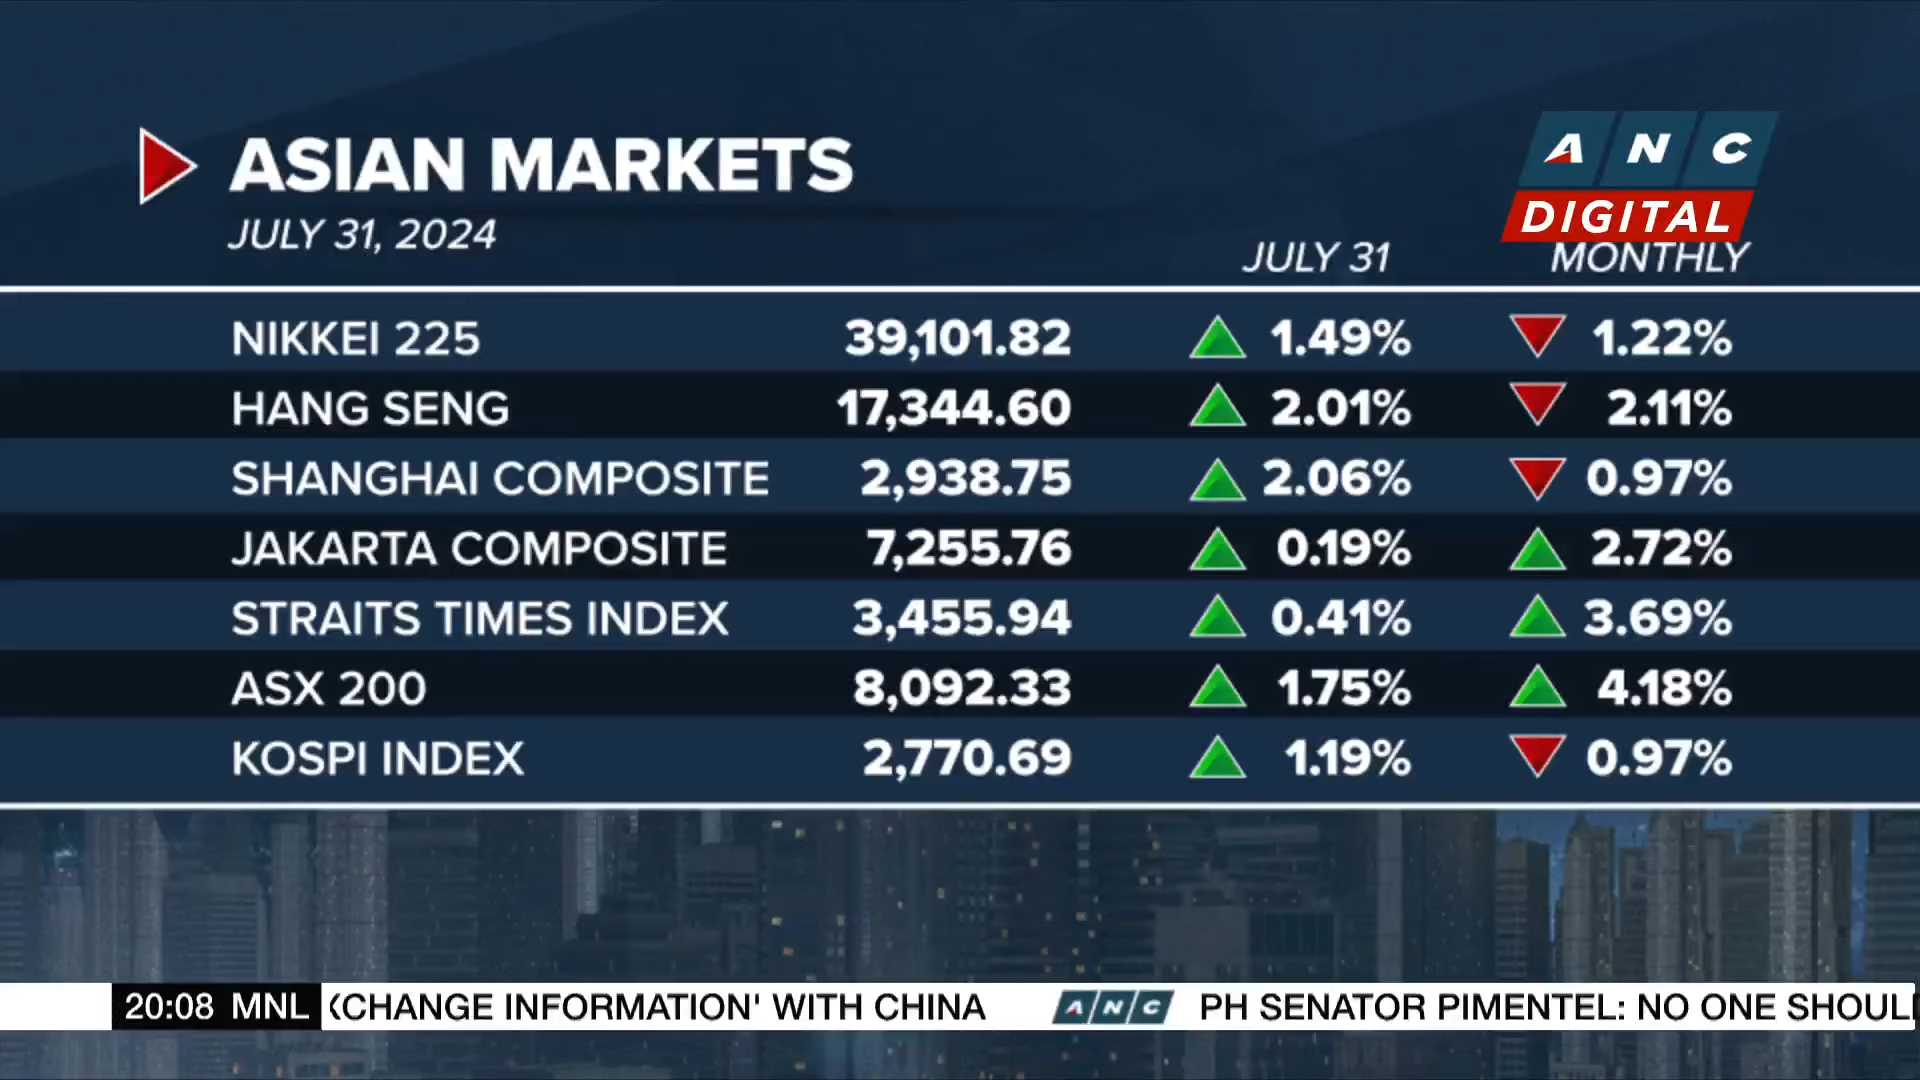 ASIAN MARKETS
JULY 31, 2024
ANC
DIGITAL
JULY 31 MONTHLY
NIKKEI 225 39,101.82 1.49% 1.22%
HANG SENG 17,344.60 2.01% 2.11%
SHANGHAI COMPOSITE 2,938.75 2.06% 0.97%
JAKARTA COMPOSITE 7,255.76 0.19% 2.72%
STRAITS TIMES INDEX 3,455.94 0.41% 3.69%
ASX 200 8,092.33 1.75% 4.18%
KOSPI INDEX 2,770.69 1.19% 0.97%
20:08 MNL XCHANGE INFORMATION' WITH CHINA ANC PH SENATOR PIMENTEL: NO ONE SHOUL